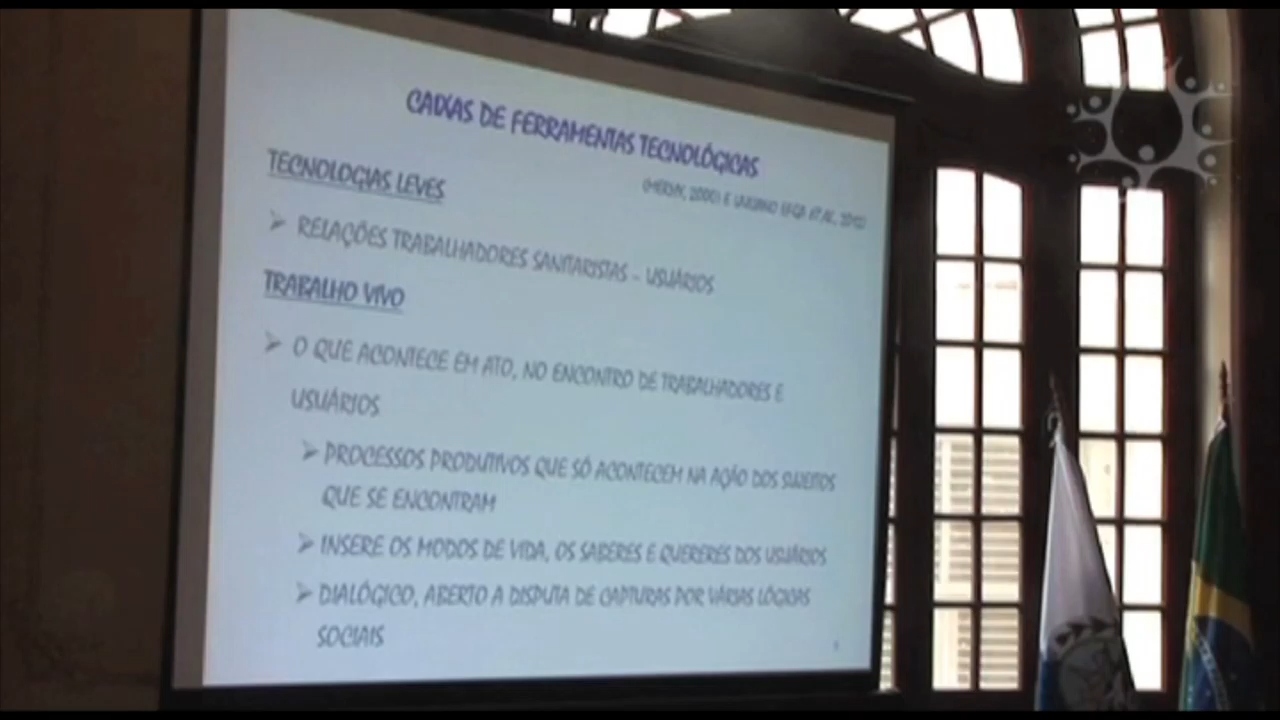 CAIXAS DE FERRAMENTAS TECNOLÓGICAS
(MERHY, 2000) E
TECNOLOGIAS LEVES
RELAÇÕES TRABALHADORES SANITARISTAS - USUÁRIOS
TRABALHO VIVO
O QUE ACONTECE EM ATO, NO ENCONTRO DE TRABALHADORES E
USUÁRIOS
PROCESSOS PRODUTIVOS QUE SÓ ACONTECEM NA AÇÃO DOS SUJEITOS
QUE SE ENCONTRAM
INSERE OS MODOS DE VIDA, OS SABERES E QUERERES DOS USUÁRIOS
DIALÓGICO, ABERTO A DISPUTA DE CAPTURAS POR VÁRIAS LÓGICAS
SOCIAIS